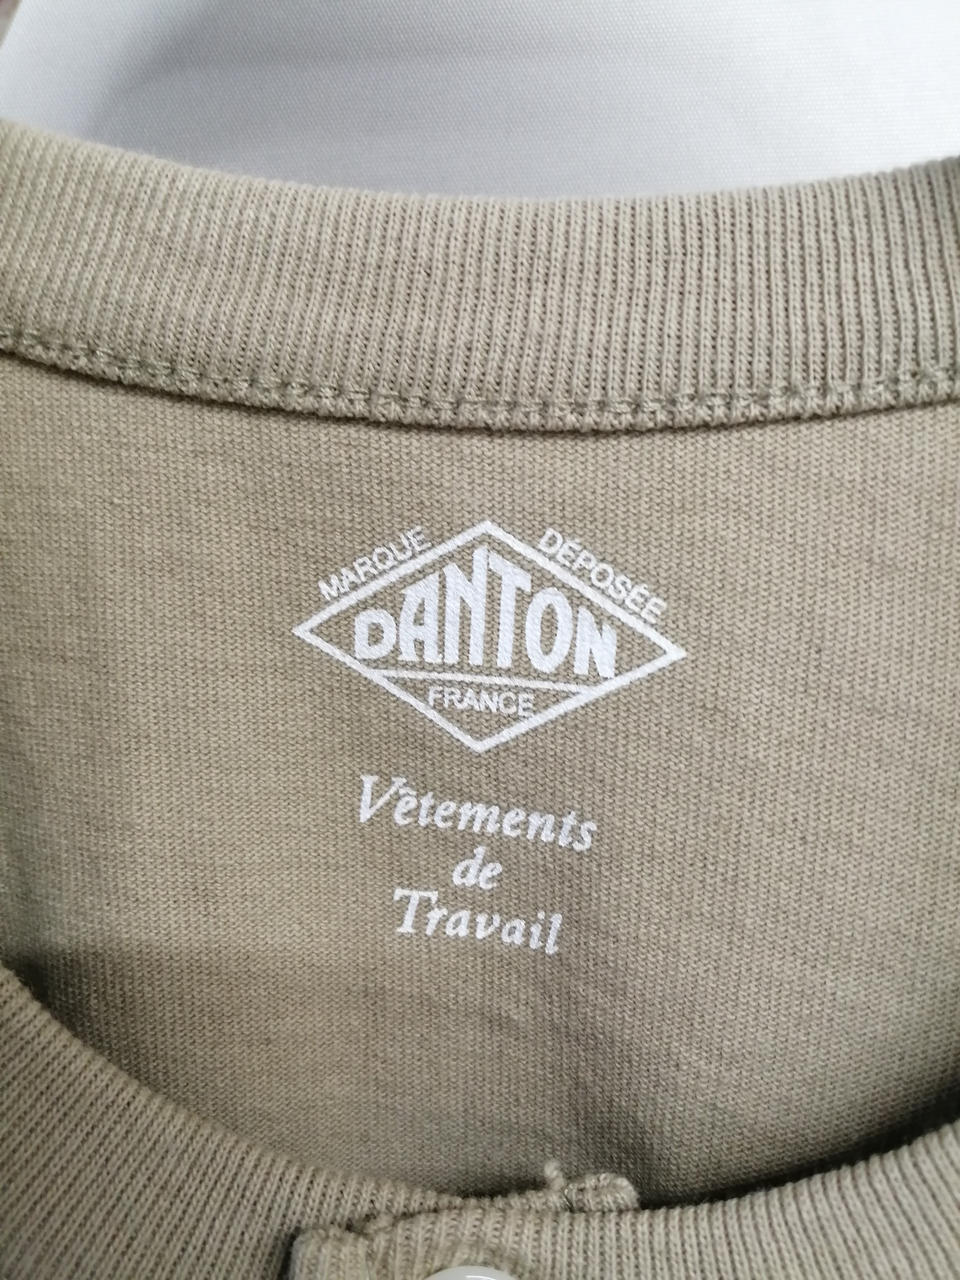 MARQUE DÉPOSÉE
DANTON
FRANCE
Vêtements
de
Travail